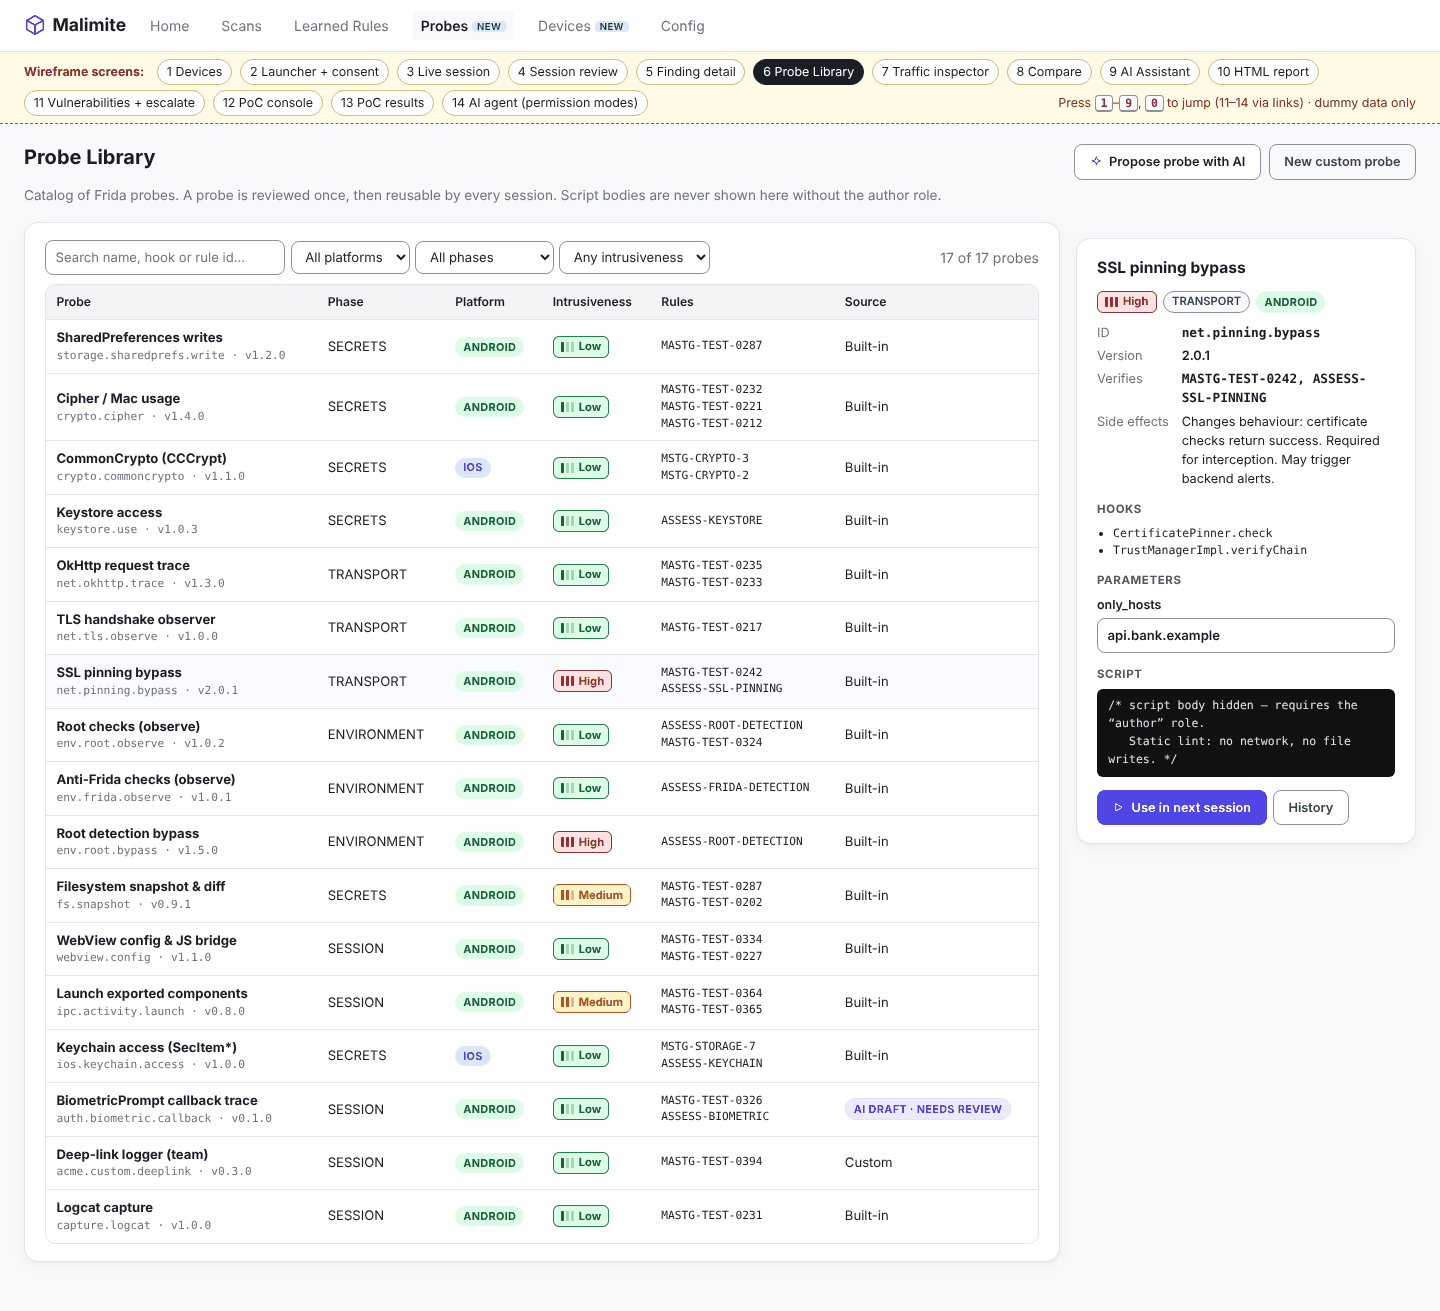 Malimite Home Scans Learned Rules Probes NEW Devices NEW Config
Wireframe screens: 1 Devices 2 Launcher + consent 3 Live session 4 Session review 5 Finding detail 6 Probe Library 7 Traffic inspector 8 Compare 9 AI Assistant 10 HTML report
11 Vulnerabilities + escalate 12 PoC console 13 PoC results 14 AI agent (permission modes) Press 1–9, 0 to jump (11–14 via links) · dummy data only
Probe Library
Propose probe with AI New custom probe
Catalog of Frida probes. A probe is reviewed once, then reusable by every session. Script bodies are never shown here without the author role.
Search name, hook or rule id... All platforms All phases Any intrusiveness 17 of 17 probes
Probe Phase Platform Intrusiveness Rules Source
SharedPreferences writes
storage.sharedprefs.write · v1.2.0
SECRETS ANDROID Low MASTG-TEST-0287 Built-in
Cipher / Mac usage
crypto.cipher · v1.4.0
SECRETS ANDROID Low
MASTG-TEST-0232
MASTG-TEST-0221
MASTG-TEST-0212
Built-in
CommonCrypto (CCCrypt)
crypto.commoncrypto · v1.1.0
SECRETS IOS Low
MSTG-CRYPTO-3
MSTG-CRYPTO-2
Built-in
Keystore access
keystore.use · v1.0.3
SECRETS ANDROID Low ASSESS-KEYSTORE Built-in
OkHttp request trace
net.okhttp.trace · v1.3.0
TRANSPORT ANDROID Low
MASTG-TEST-0235
MASTG-TEST-0233
Built-in
TLS handshake observer
net.tls.observe · v1.0.0
TRANSPORT ANDROID Low MASTG-TEST-0217 Built-in
SSL pinning bypass
net.pinning.bypass · v2.0.1
TRANSPORT ANDROID High
MASTG-TEST-0242
ASSESS-SSL-PINNING
Built-in
Root checks (observe)
env.root.observe · v1.0.2
ENVIRONMENT ANDROID Low
ASSESS-ROOT-DETECTION
MASTG-TEST-0324
Built-in
Anti-Frida checks (observe)
env.frida.observe · v1.0.1
ENVIRONMENT ANDROID Low ASSESS-FRIDA-DETECTION Built-in
Root detection bypass
env.root.bypass · v1.5.0
ENVIRONMENT ANDROID High ASSESS-ROOT-DETECTION Built-in
Filesystem snapshot & diff
fs.snapshot · v0.9.1
SECRETS ANDROID Medium
MASTG-TEST-0287
MASTG-TEST-0202
Built-in
WebView config & JS bridge
webview.config · v1.1.0
SESSION ANDROID Low
MASTG-TEST-0334
MASTG-TEST-0227
Built-in
Launch exported components
ipc.activity.launch · v0.8.0
SESSION ANDROID Medium
MASTG-TEST-0364
MASTG-TEST-0365
Built-in
Keychain access (SecItem*)
ios.keychain.access · v1.0.0
SECRETS IOS Low
MSTG-STORAGE-7
ASSESS-KEYCHAIN
Built-in
BiometricPrompt callback trace
auth.biometric.callback · v0.1.0
SESSION ANDROID Low
MASTG-TEST-0326
ASSESS-BIOMETRIC
AI DRAFT · NEEDS REVIEW
Deep-link logger (team)
acme.custom.deeplink · v0.3.0
SESSION ANDROID Low MASTG-TEST-0394 Custom
Logcat capture
capture.logcat · v1.0.0
SESSION ANDROID Low MASTG-TEST-0231 Built-in
SSL pinning bypass
High TRANSPORT ANDROID
ID net.pinning.bypass
Version 2.0.1
Verifies MASTG-TEST-0242, ASSESS-
SSL-PINNING
Side effects Changes behaviour: certificate
checks return success. Required
for interception. May trigger
backend alerts.
HOOKS
• CertificatePinner.check
• TrustManagerImpl.verifyChain
PARAMETERS
only_hosts
api.bank.example
SCRIPT
/* script body hidden — requires the
“author” role.
Static lint: no network, no file
writes. */
Use in next session History